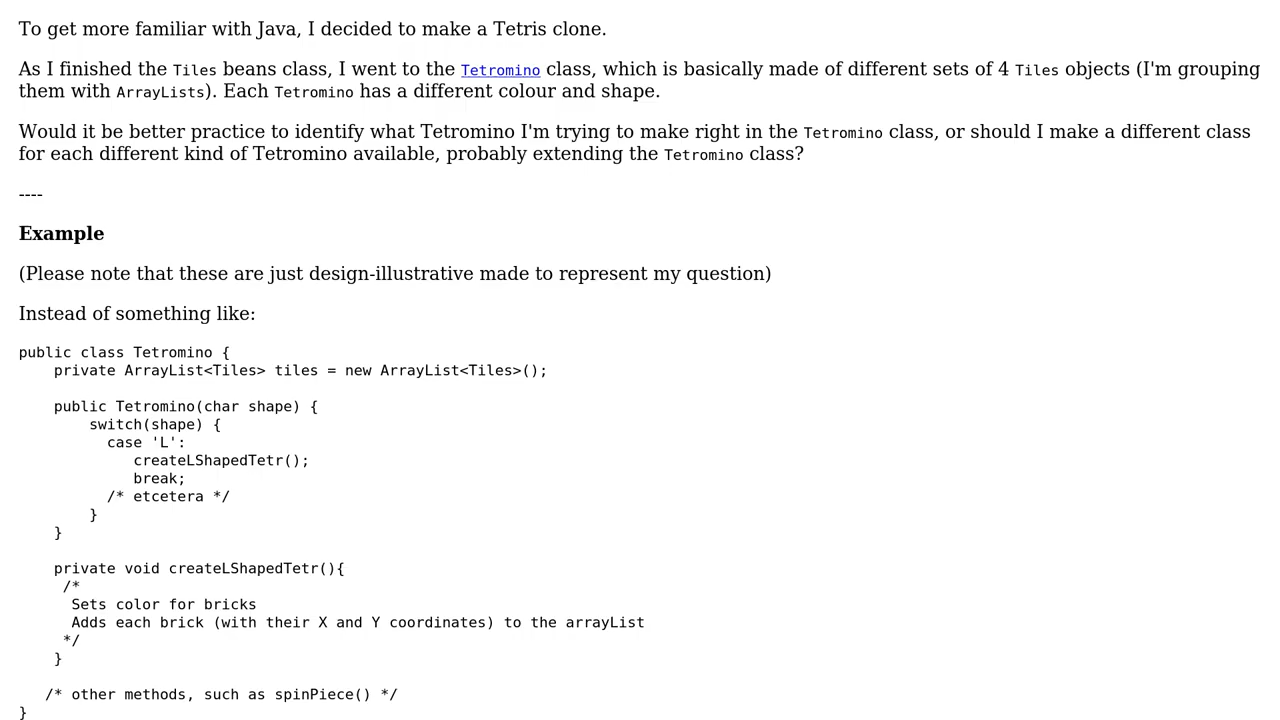 To get more familiar with Java, I decided to make a Tetris clone.
As I finished the Tiles beans class, I went to the Tetromino class, which is basically made of different sets of 4 Tiles objects (I'm grouping
them with ArrayLists). Each Tetromino has a different colour and shape.
Would it be better practice to identify what Tetromino I'm trying to make right in the Tetromino class, or should I make a different class
for each different kind of Tetromino available, probably extending the Tetromino class?
----
Example
(Please note that these are just design-illustrative made to represent my question)
Instead of something like:
public class Tetromino {
    private ArrayList<Tiles> tiles = new ArrayList<Tiles>();
    public Tetromino(char shape) {
        switch(shape) {
          case 'L':
             createLShapedTetr();
             break;
          /* etcetera */
        }
    }
    private void createLShapedTetr(){
     /*
      Sets color for bricks
      Adds each brick (with their X and Y coordinates) to the arrayList
     */
    }
   /* other methods, such as spinPiece() */
}